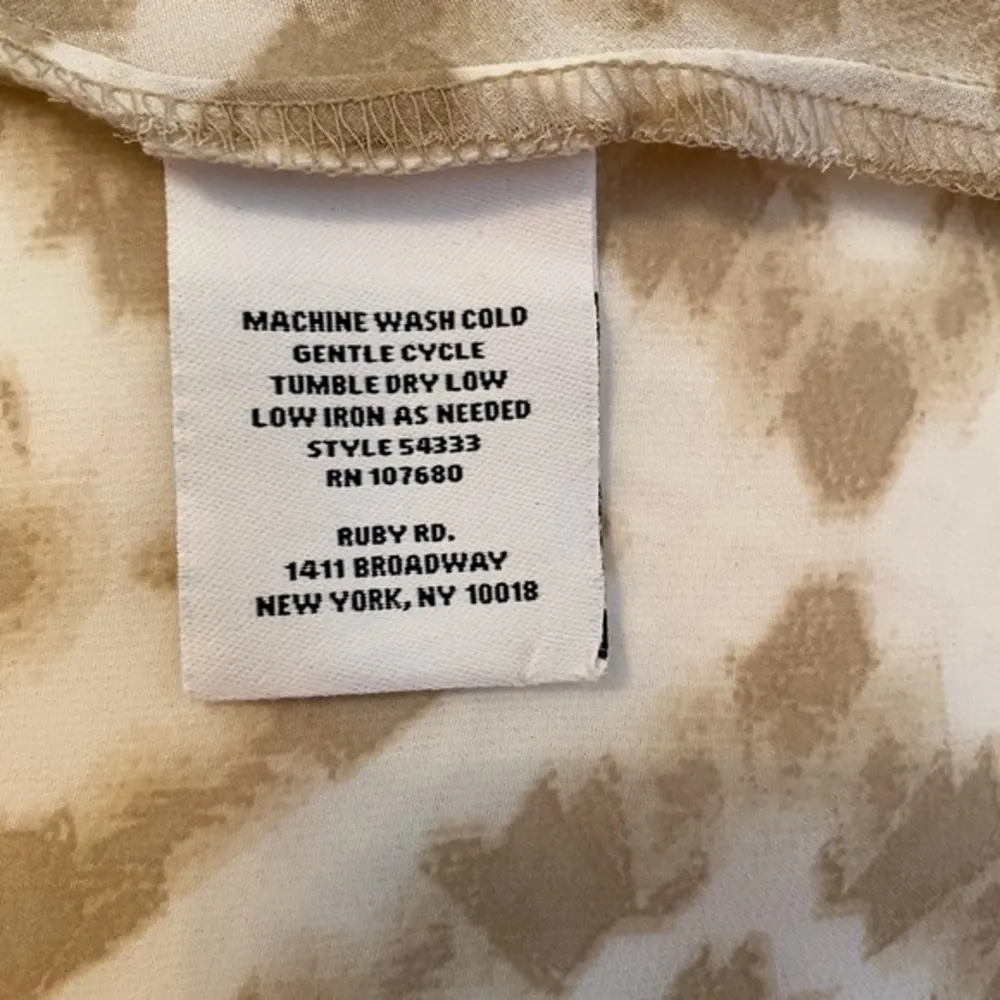 MACHINE WASH COLD
GENTLE CYCLE
TUMBLE DRY LOW
LOW IRON AS NEEDED
STYLE 54333
RN 107680
RUBY RD.
1411 BROADWAY
NEW YORK, NY 10018